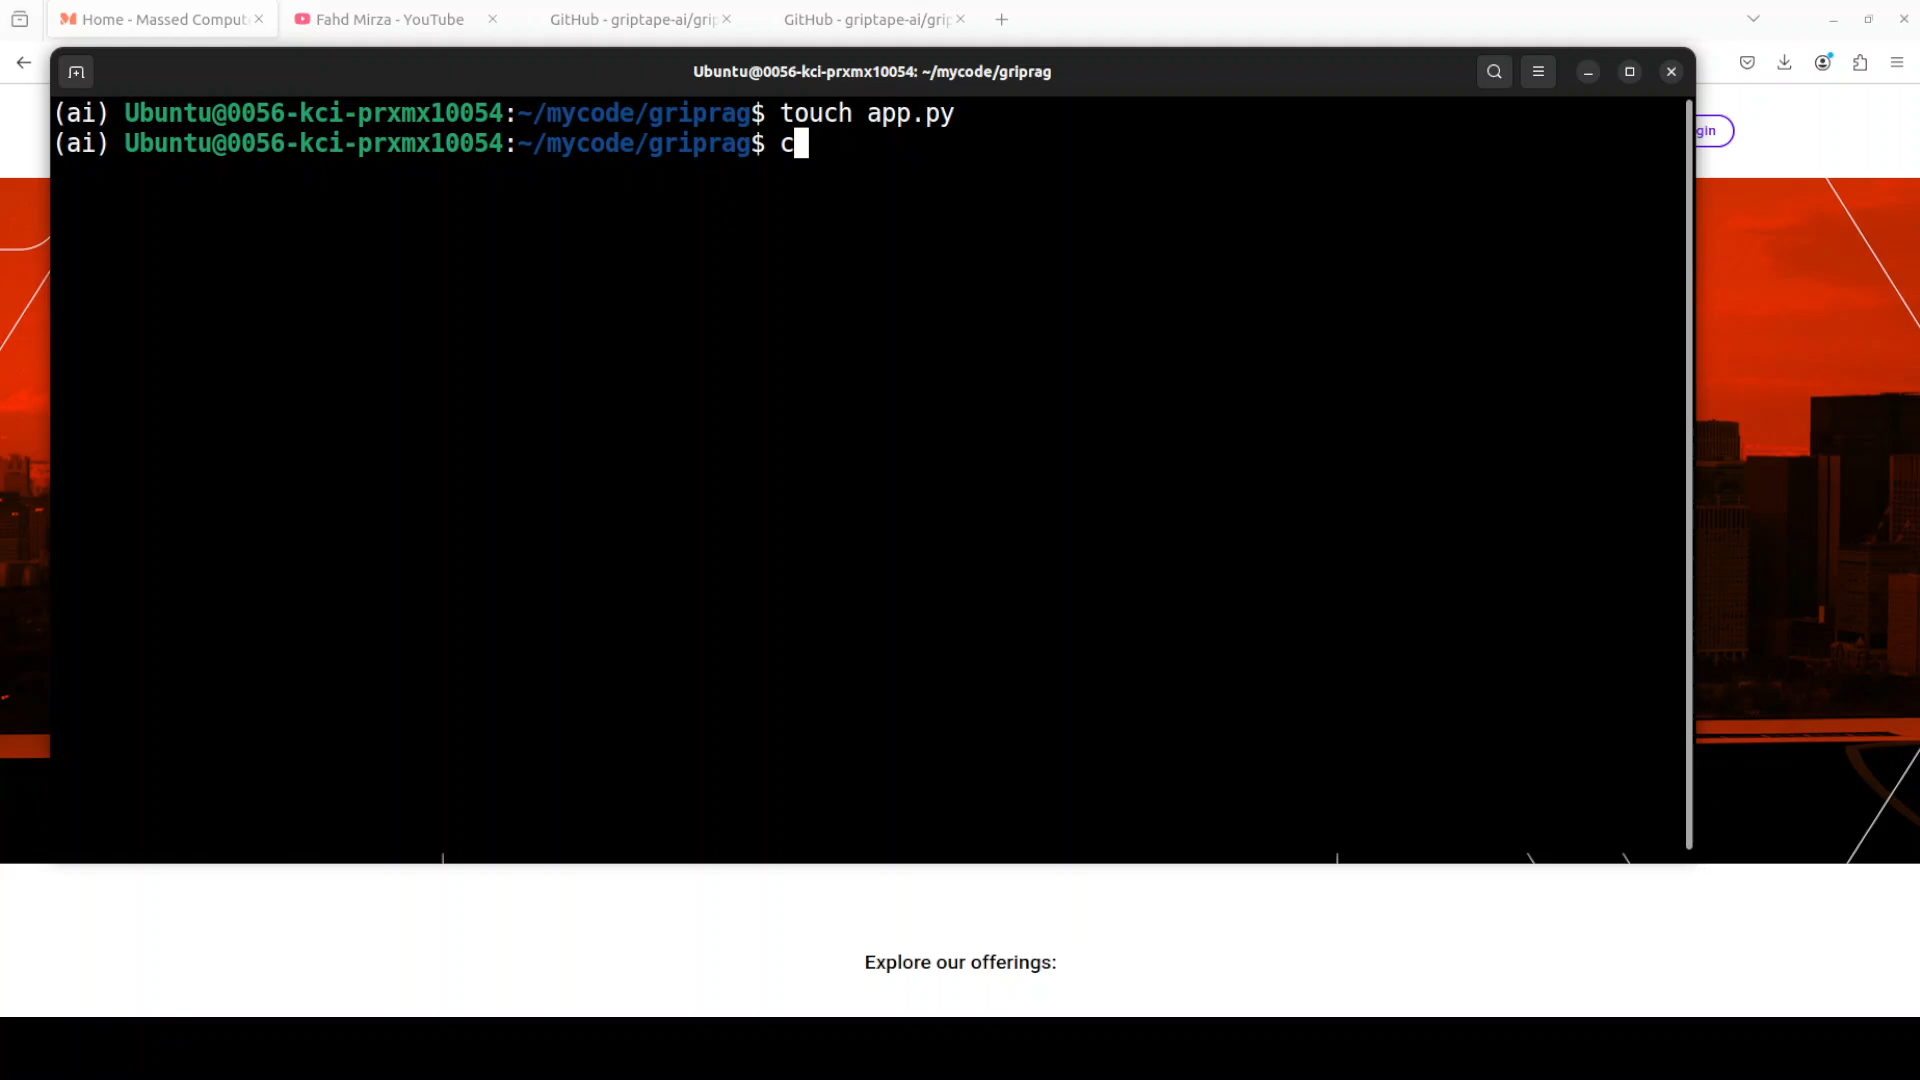 Home - Massed Comput
Fahd Mirza - YouTube
GitHub - griptape-ai/grip
GitHub - griptape-ai/grip
Ubuntu@0056-kci-prxmx10054: ~/mycode/griprag
(ai) Ubuntu@0056-kci-prxmx10054:~/mycode/griprag$ touch app.py
(ai) Ubuntu@0056-kci-prxmx10054:~/mycode/griprag$ c
gin
Explore our offerings: